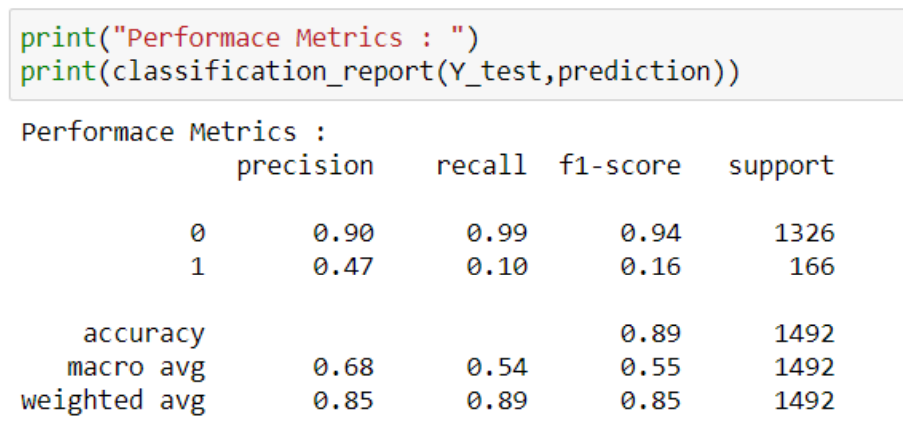 print("Performace Metrics : ")
print(classification_report(Y_test,prediction))
Performace Metrics :
precision recall f1-score support
0 0.90 0.99 0.94 1326
1 0.47 0.10 0.16 166
accuracy 0.89 1492
macro avg 0.68 0.54 0.55 1492
weighted avg 0.85 0.89 0.85 1492